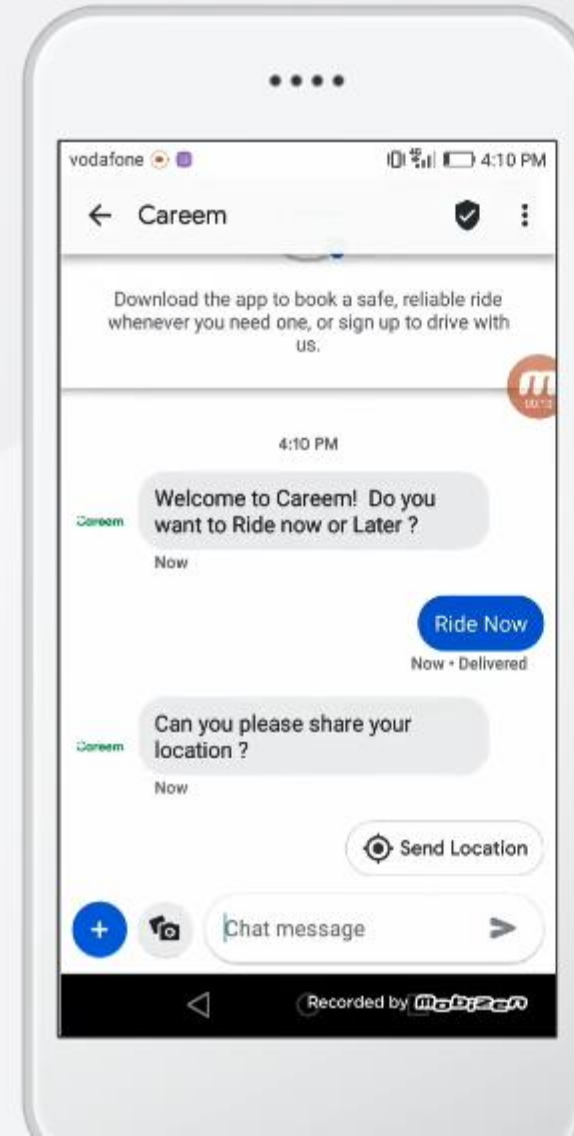 vodafone
4G
4:10 PM
Careem
Download the app to book a safe, reliable ride
whenever you need one, or sign up to drive with
us.
4:10 PM
Welcome to Careem!  Do you
want to Ride now or Later ?
Careem
Now
Ride Now
Now • Delivered
Can you please share your
location ?
Careem
Now
Send Location
Chat message
Recorded by mobizen